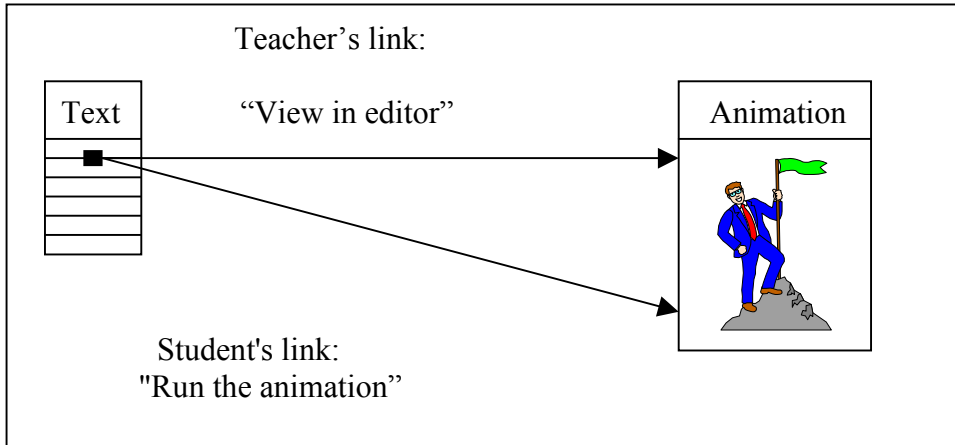 Teacher’s link:
Text
“View in editor”
Animation
Student's link:
"Run the animation”